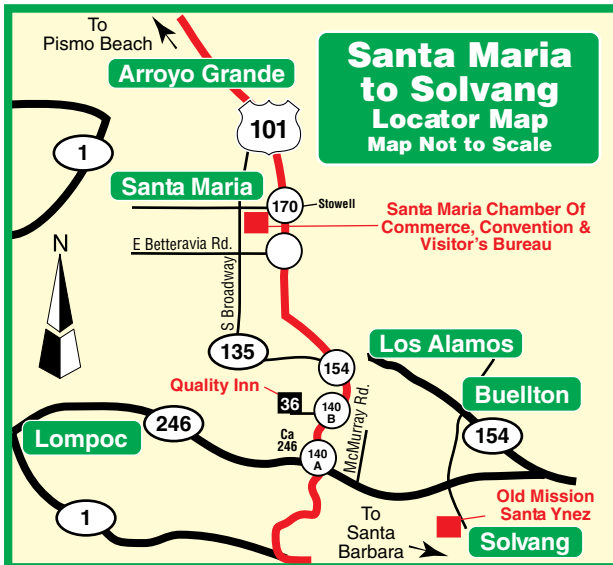 To
Pismo Beach
Arroyo Grande
Santa Maria
to Solvang
Locator Map
Map Not to Scale
101
1
Santa Maria
170
Stowell
Santa Maria Chamber Of
Commerce, Convention &
Visitor's Bureau
E Betteravia Rd.
N
S Broadway
135
154
Los Alamos
Quality Inn
36
140
B
McMurray Rd.
Buellton
154
Lompoc
246
Ca
246
140
A
1
To
Santa
Barbara
Old Mission
Santa Ynez
Solvang